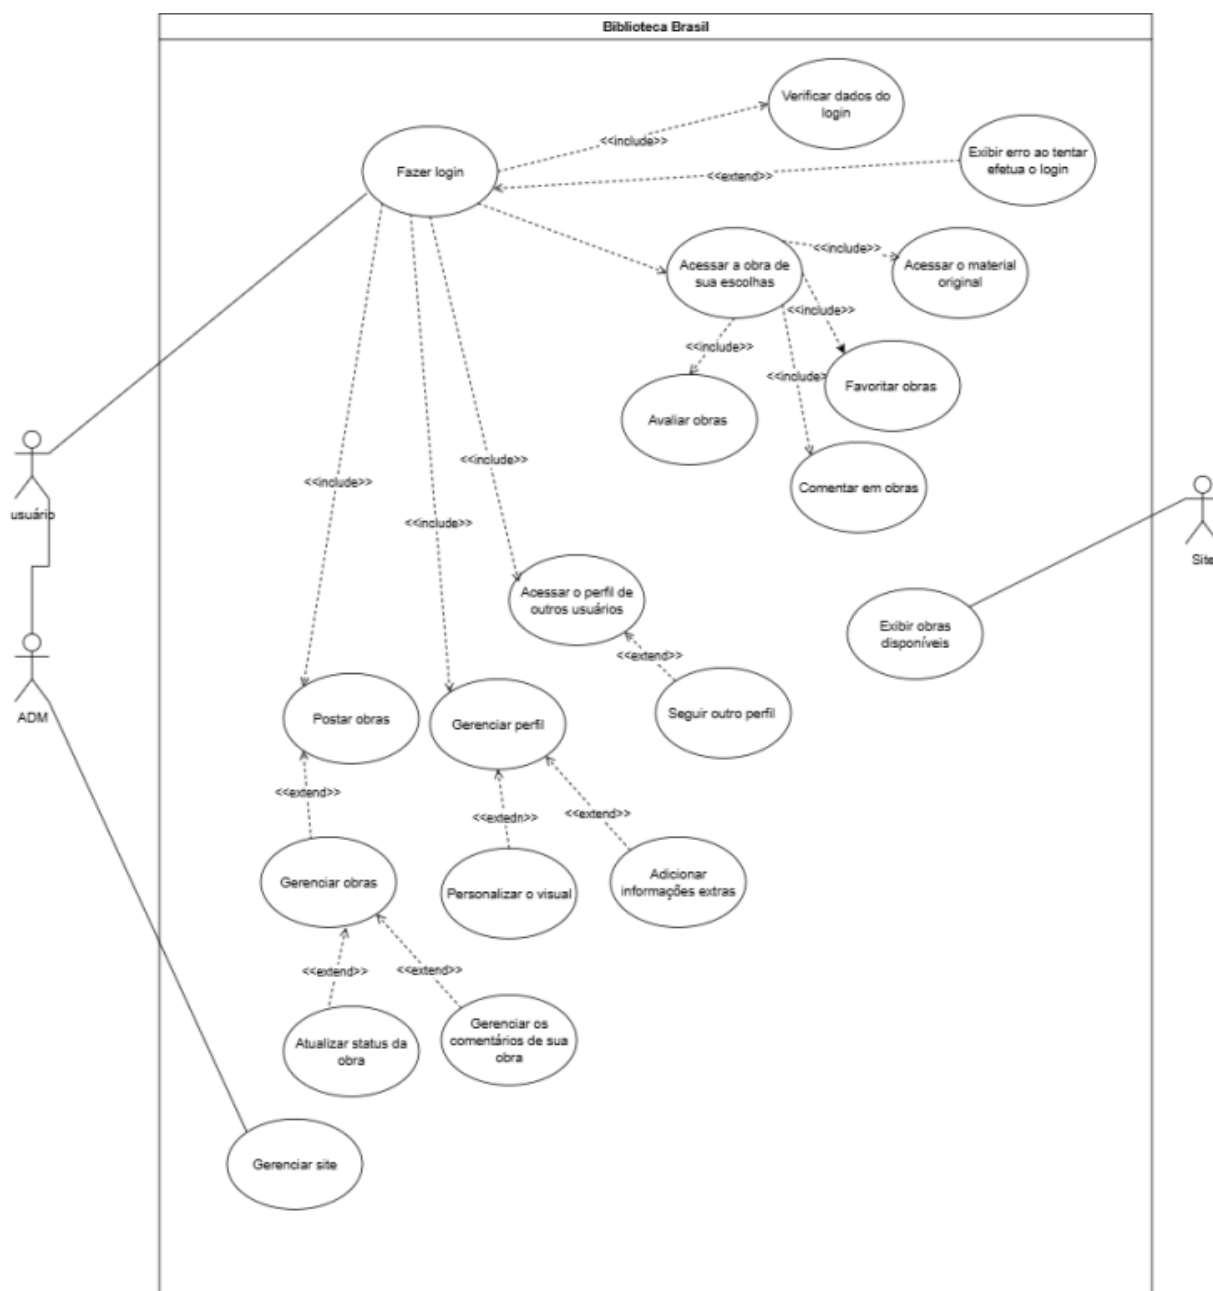 Biblioteca Brasil
Verificar dados do
login
<<include>>
Exibir erro ao tentar
efetua o login
Fazer login
<<extend>>
Acessar a obra de
sua escolhas
<<include>>
Acessar o material
original
<<include>>
<<include>>
<<include>
Favoritar obras
Avaliar obras
<<include>>
<<include>>
<<include>>
Comentar em obras
usuário
Site
Acessar o perfil de
outros usuários
Exibir obras
disponíveis
<<extend>>
ADM
Postar obras
Gerenciar perfil
Seguir outro perfil
<<extend>>
<<extedn>>
<<extend>>
Gerenciar obras
Personalizar o visual
Adicionar
informações extras
<<extend>>
<<extend>>
Atualizar status da
obra
Gerenciar os
comentários de sua
obra
Gerenciar site